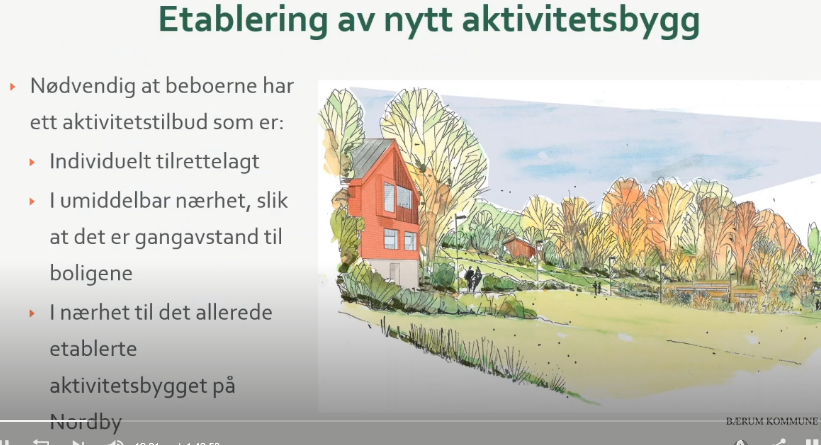 Etablering av nytt aktivitetsbygg
Nødvendig at beboerne har
ett aktivitetstilbud som er:
Individuelt tilrettelagt
I umiddelbar nærhet, slik
at det er gangavstand til
boligene
I nærhet til det allerede
etablerte
aktivitetsbygget på
Nordby
BÆRUM KOMMUNE